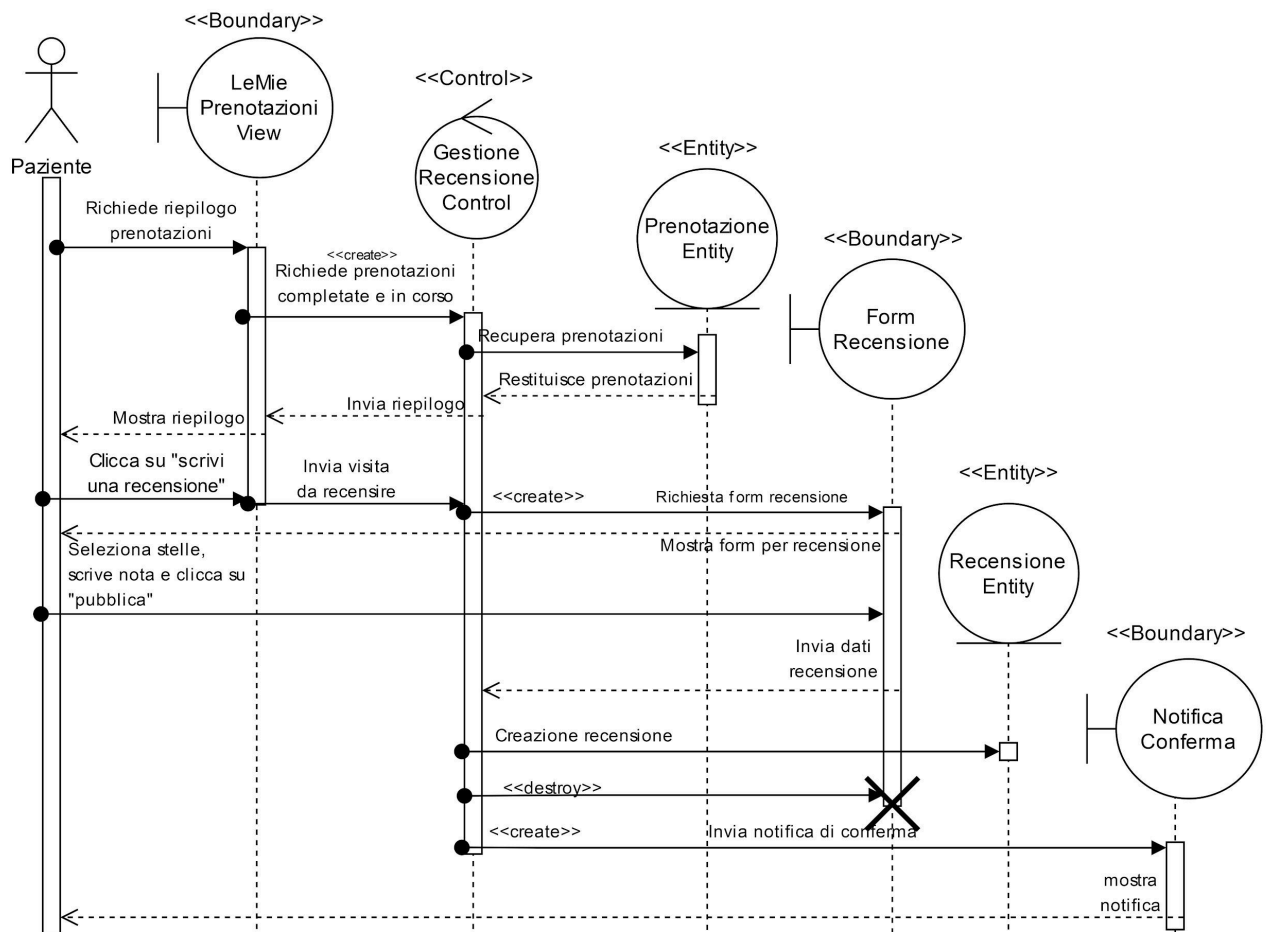 <<Boundary>>
LeMie
Prenotazioni
View
<<Control>>
Gestione
Recensione
Control
<<Entity>>
Prenotazione
Entity
<<Boundary>>
Form
Recensione
Paziente
Richiede riepilogo
prenotazioni
<<create>>
Richiede prenotazioni
completate e in corso
Recupera prenotazioni
Restituisce prenotazioni
Invia riepilogo
Mostra riepilogo
Clicca su "scrivi
una recensione"
Invia visita
da recensire
<<create>>
Richiesta form recensione
<<Entity>>
Recensione
Entity
Mostra form per recensione
Seleziona stelle,
scrive nota e clicca su
"pubblica"
Invia dati
recensione
<<Boundary>>
Notifica
Conferma
Creazione recensione
<<destroy>>
<<create>>
Invia notifica di conferma
mostra
notifica